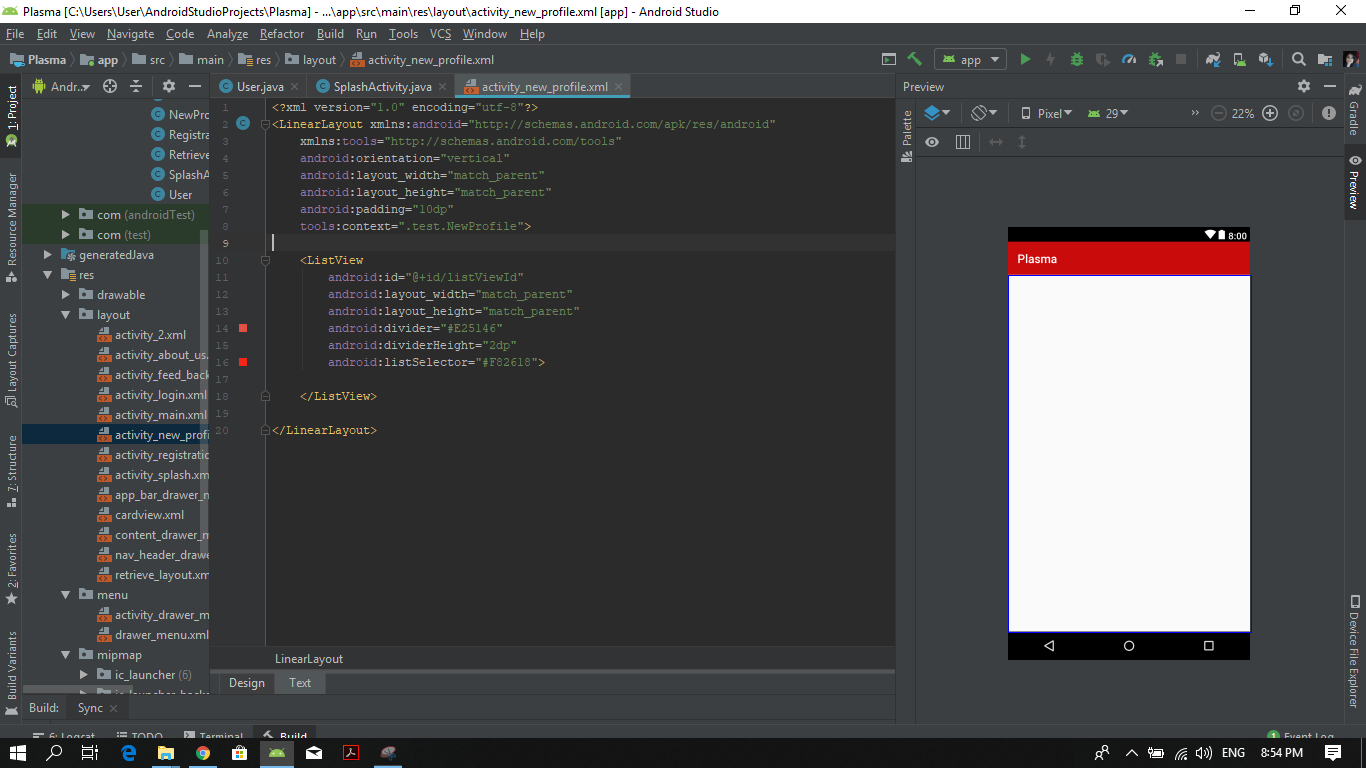 Plasma [C:\Users\User\AndroidStudioProjects\Plasma] - ...\app\src\main\res\layout\activity_new_profile.xml [app] - Android Studio
File Edit View Navigate Code Analyze Refactor Build Run Tools VCS Window Help
Plasma app src main res layout activity_new_profile.xml
app
1: Project
Resource Manager
Layout Captures
7: Structure
2: Favorites
Build Variants
Andr..
NewPro
Registra
Retrieve
SplashA
User
com (androidTest)
com (test)
generatedJava
res
drawable
layout
activity_2.xml
activity_about_us.
activity_feed_back
activity_login.xml
activity_main.xml
activity_new_profi
activity_registratio
activity_splash.xm
app_bar_drawer_m
cardview.xml
content_drawer_m
nav_header_drawe
retrieve_layout.xm
menu
activity_drawer_m
drawer_menu.xml
mipmap
ic_launcher (6)
User.java SplashActivity.java activity_new_profile.xml
1 <?xml version="1.0" encoding="utf-8"?>
2 <LinearLayout xmlns:android="http://schemas.android.com/apk/res/android"
3 xmlns:tools="http://schemas.android.com/tools"
4 android:orientation="vertical"
5 android:layout_width="match_parent"
6 android:layout_height="match_parent"
7 android:padding="10dp"
8 tools:context=".test.NewProfile">
9
10 <ListView
11 android:id="@+id/listViewId"
12 android:layout_width="match_parent"
13 android:layout_height="match_parent"
14 android:divider="#E25146"
15 android:dividerHeight="2dp"
16 android:listSelector="#F82618">
17
18 </ListView>
19
20 </LinearLayout>
LinearLayout
Design Text
Preview
Palette
Pixel 29 » 22%
8:00
Plasma
Gradle
Preview
Device File Explorer
Build: Sync
6: Logcat TODO Terminal Build
1 Event Log
ENG 8:54 PM